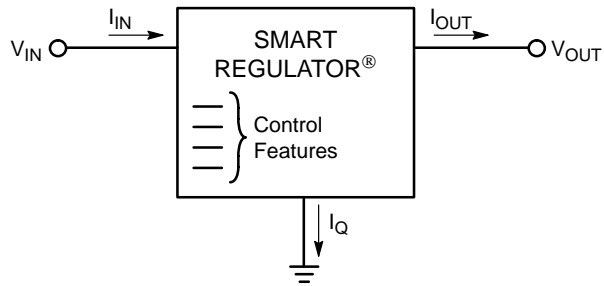 I_IN
I_OUT
V_IN
SMART
REGULATOR®
V_OUT
Control
Features
I_Q